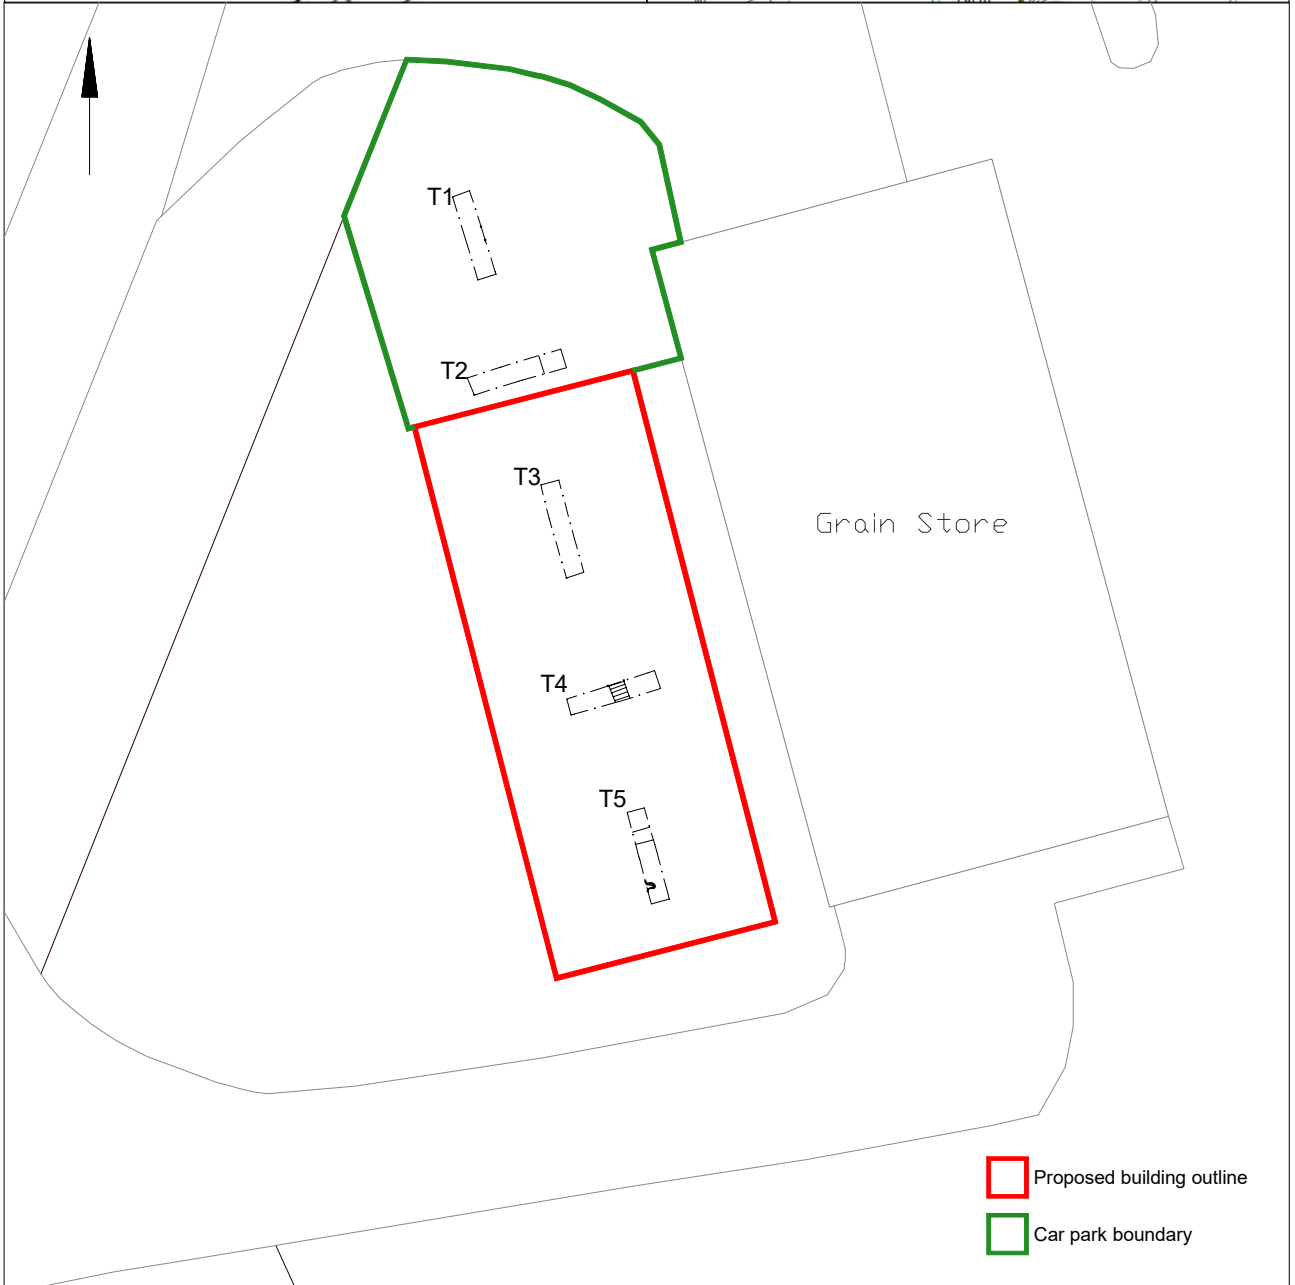 T1
T2
T3
Grain Store
T4
T5
Proposed building outline
Car park boundary